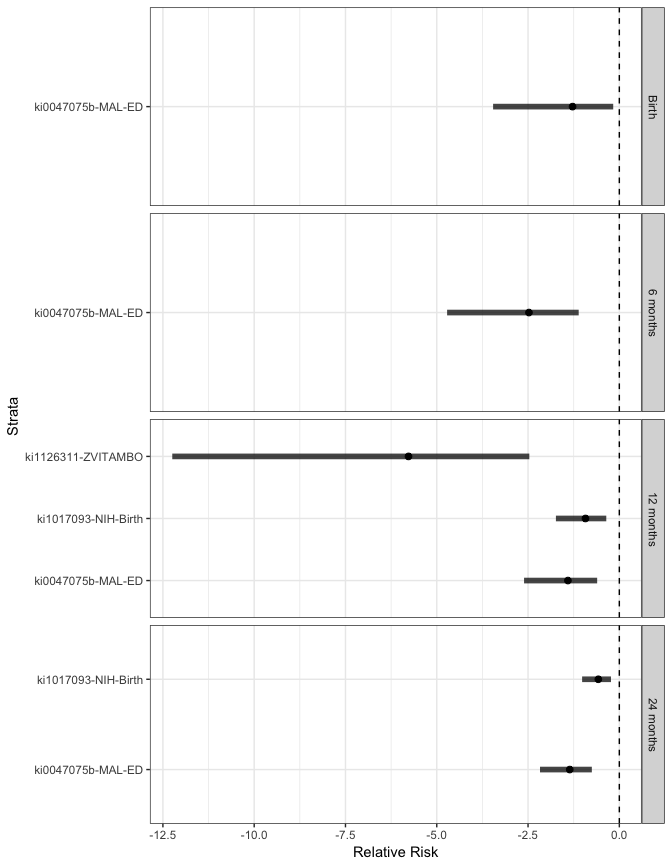 Strata
ki0047075b-MAL-ED
Birth
ki0047075b-MAL-ED
6 months
ki1126311-ZVITAMBO
ki1017093-NIH-Birth
ki0047075b-MAL-ED
12 months
ki1017093-NIH-Birth
ki0047075b-MAL-ED
24 months
-12.5 -10.0 -7.5 -5.0 -2.5 0.0
Relative Risk